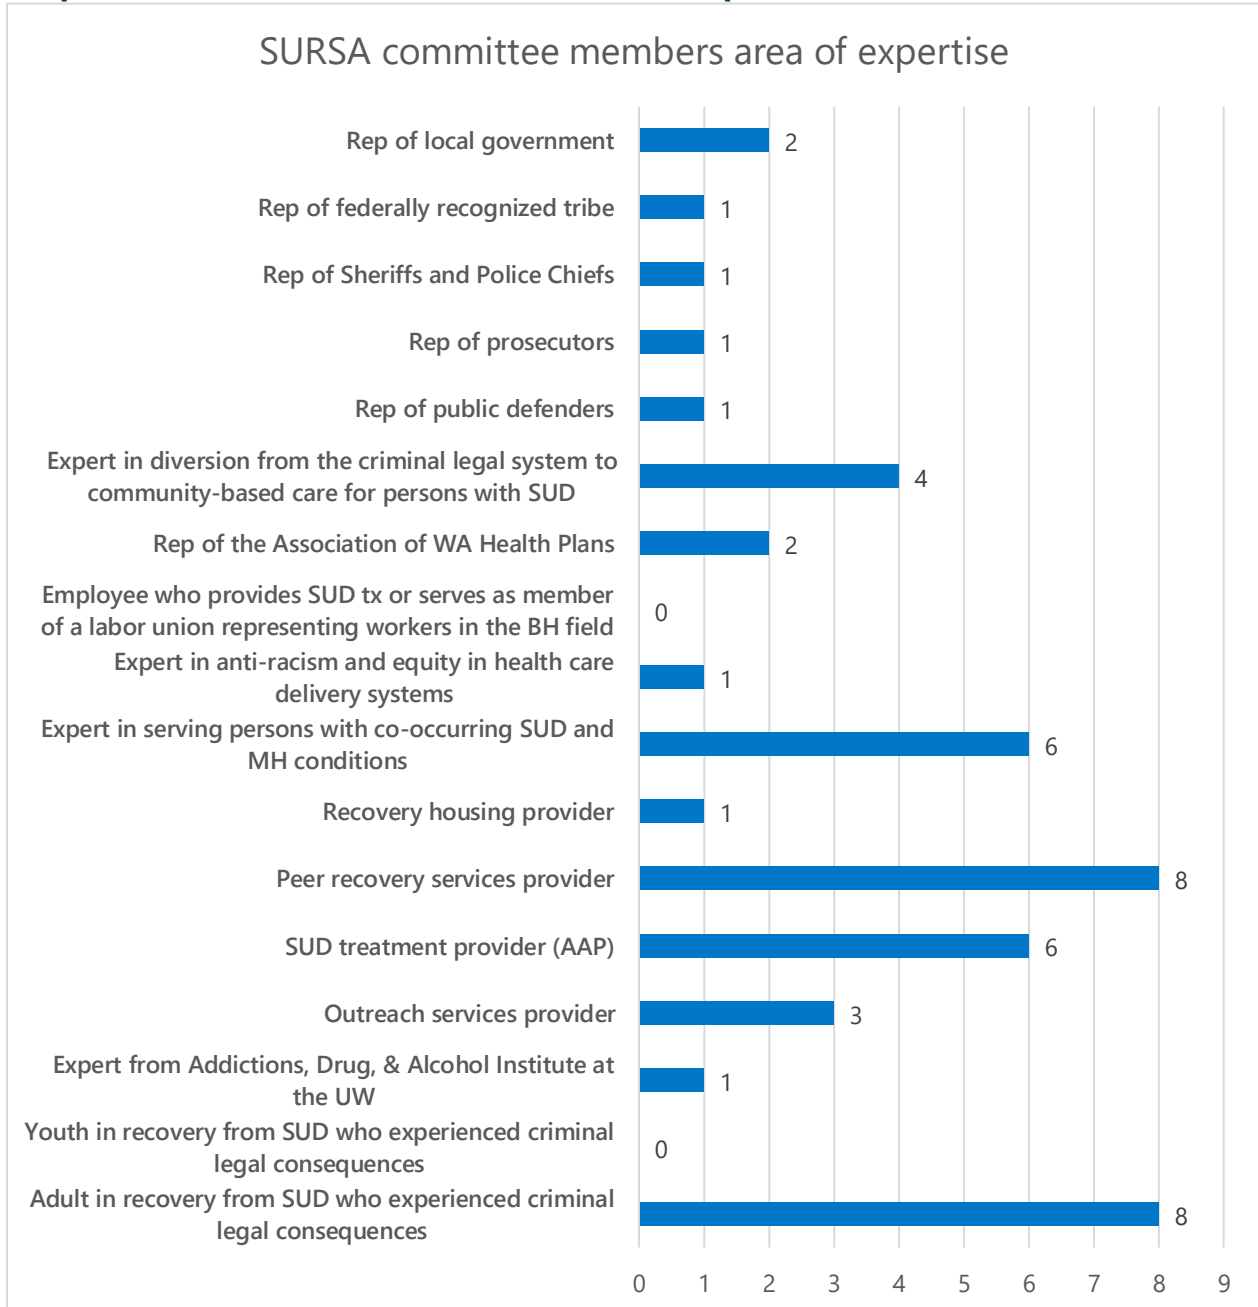 SURSA committee members area of expertise
Rep of local government 2
Rep of federally recognized tribe 1
Rep of Sheriffs and Police Chiefs 1
Rep of prosecutors 1
Rep of public defenders 1
Expert in diversion from the criminal legal system to
community-based care for persons with SUD 4
Rep of the Association of WA Health Plans 2
Employee who provides SUD tx or serves as member
of a labor union representing workers in the BH field 0
Expert in anti-racism and equity in health care
delivery systems 1
Expert in serving persons with co-occurring SUD and
MH conditions 6
Recovery housing provider 1
Peer recovery services provider 8
SUD treatment provider (AAP) 6
Outreach services provider 3
Expert from Addictions, Drug, & Alcohol Institute at
the UW 1
Youth in recovery from SUD who experienced criminal
legal consequences 0
Adult in recovery from SUD who experienced criminal
legal consequences 8
0 1 2 3 4 5 6 7 8 9